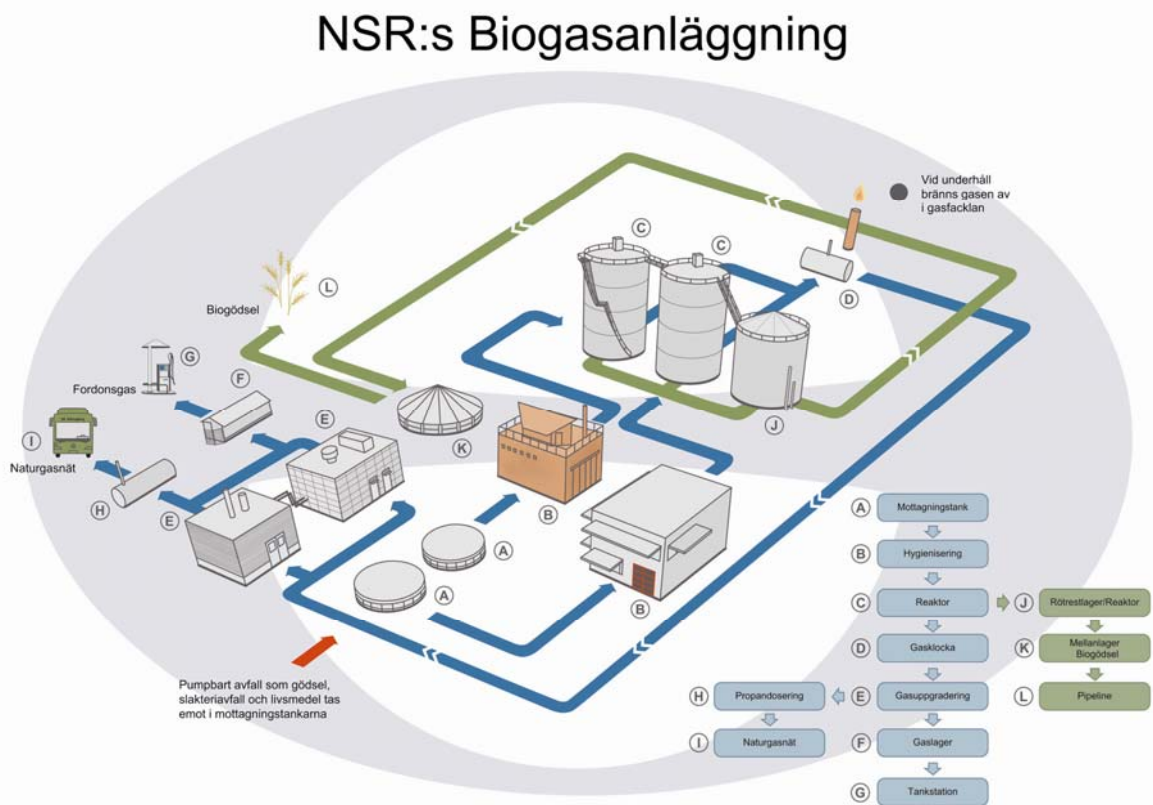 NSR:s Biogasanläggning
Vid underhåll
bränns gasen av
i gasfacklan
C
C
D
L
Biogödsel
G
Fordonsgas
F
E
I
Naturgasnät
H
E
K
J
B
A
A
B
Pumpbart avfall som gödsel,
slakteriavfall och livsmedel tas
emot i mottagningstankarna
A Mottagningstank
B Hygienisering
C Reaktor
J Rötrestlager/Reaktor
D Gasklocka
K Mellanlager
Biogödsel
H Propandosering
E Gasuppgradering
L Pipeline
I Naturgasnät
F Gaslager
G Tankstation